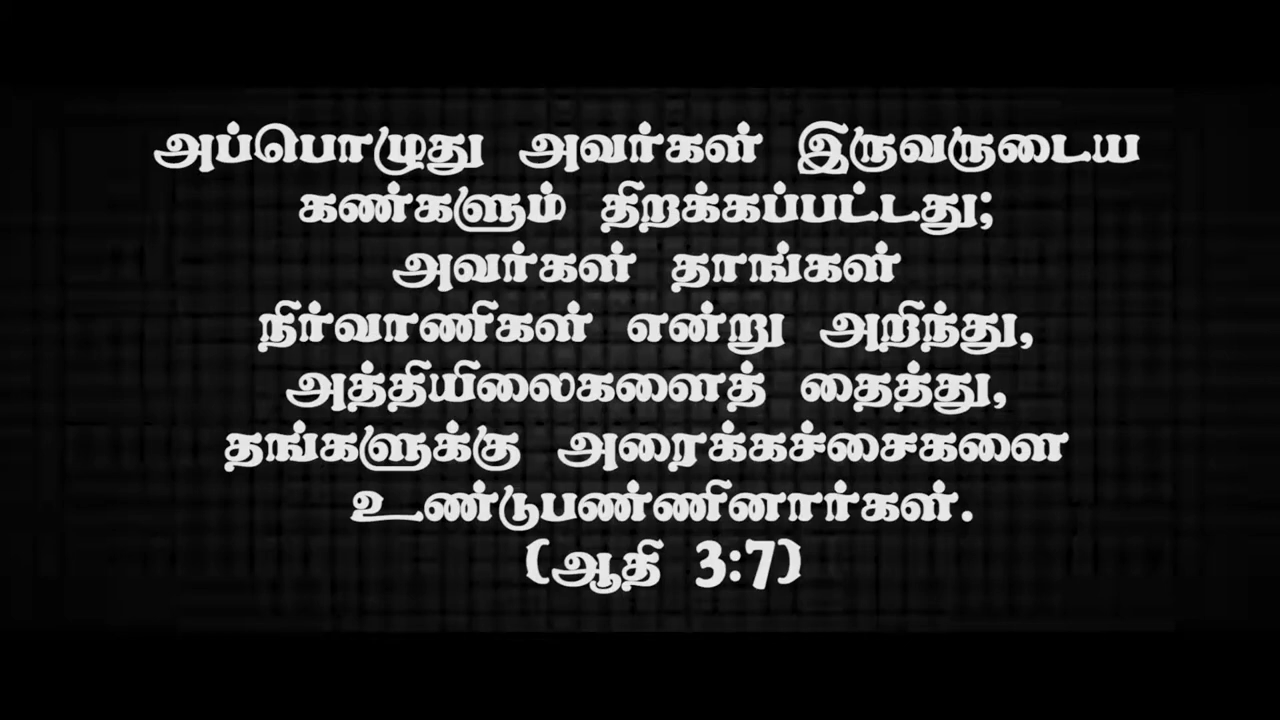 அப்பொழுது அவர்கள் இருவருடைய
கண்களும் திறக்கப்பட்டது;
அவர்கள் தாங்கள்
நிர்வாணிகள் என்று அறிந்து,
அத்தியிலைகளைத் தைத்து,
தங்களுக்கு அரைக்கச்சைகளை
உண்டுபண்ணினார்கள்.
(ஆதி 3:7)